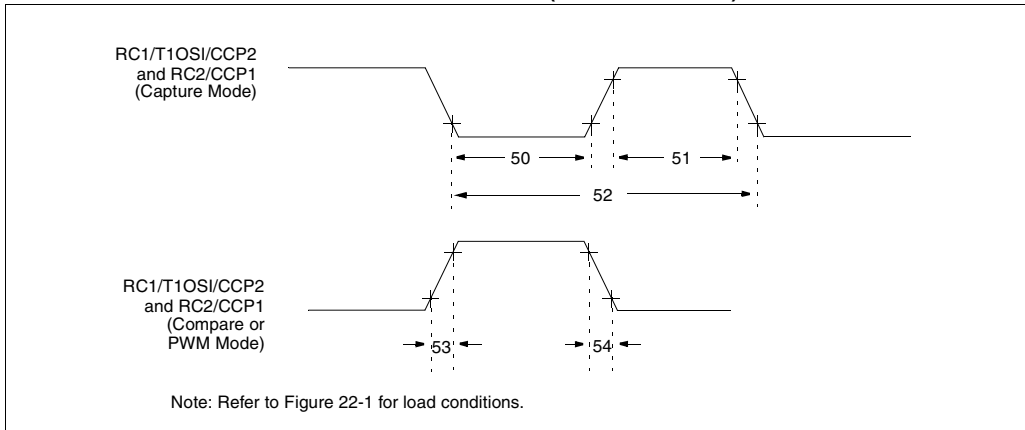 RC1/T1OSI/CCP2
and RC2/CCP1
(Capture Mode)
50
51
52
RC1/T1OSI/CCP2
and RC2/CCP1
(Compare or
PWM Mode)
53
54
Note: Refer to Figure 22-1 for load conditions.